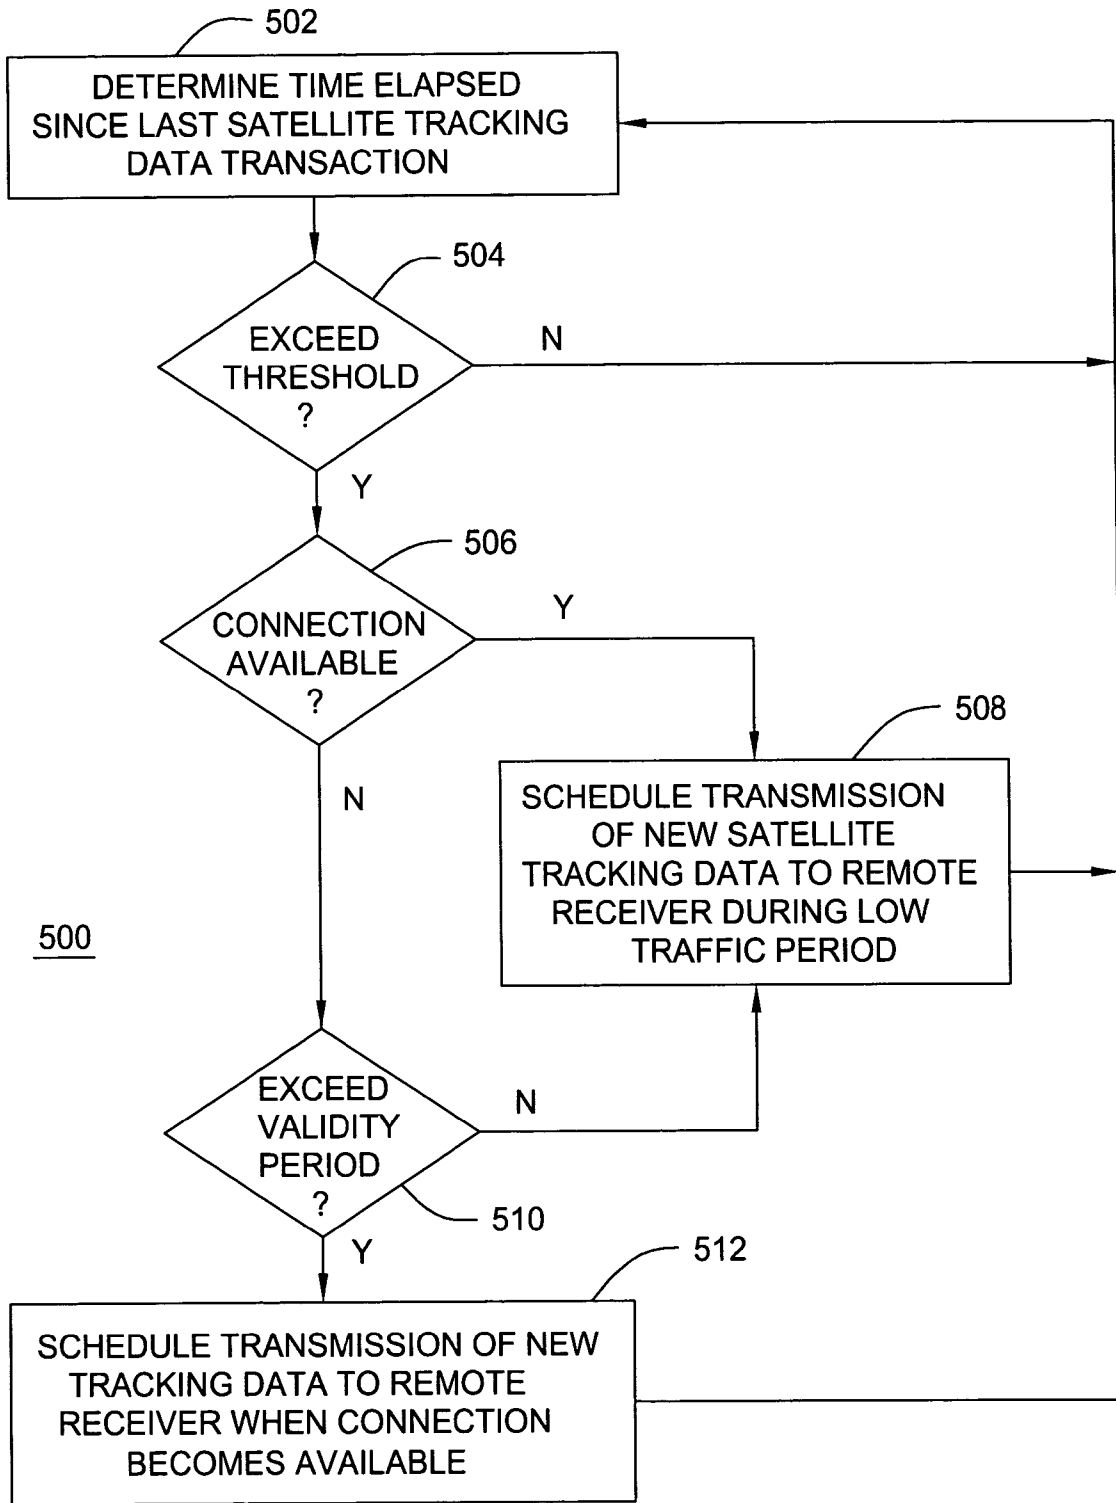 502
DETERMINE TIME ELAPSED
SINCE LAST SATELLITE TRACKING
DATA TRANSACTION
504
EXCEED
THRESHOLD
?
N
Y
506
CONNECTION
AVAILABLE
?
Y
N
508
SCHEDULE TRANSMISSION
OF NEW SATELLITE
TRACKING DATA TO REMOTE
RECEIVER DURING LOW
TRAFFIC PERIOD
500
EXCEED
VALIDITY
PERIOD
?
N
510
Y
512
SCHEDULE TRANSMISSION OF NEW
TRACKING DATA TO REMOTE
RECEIVER WHEN CONNECTION
BECOMES AVAILABLE